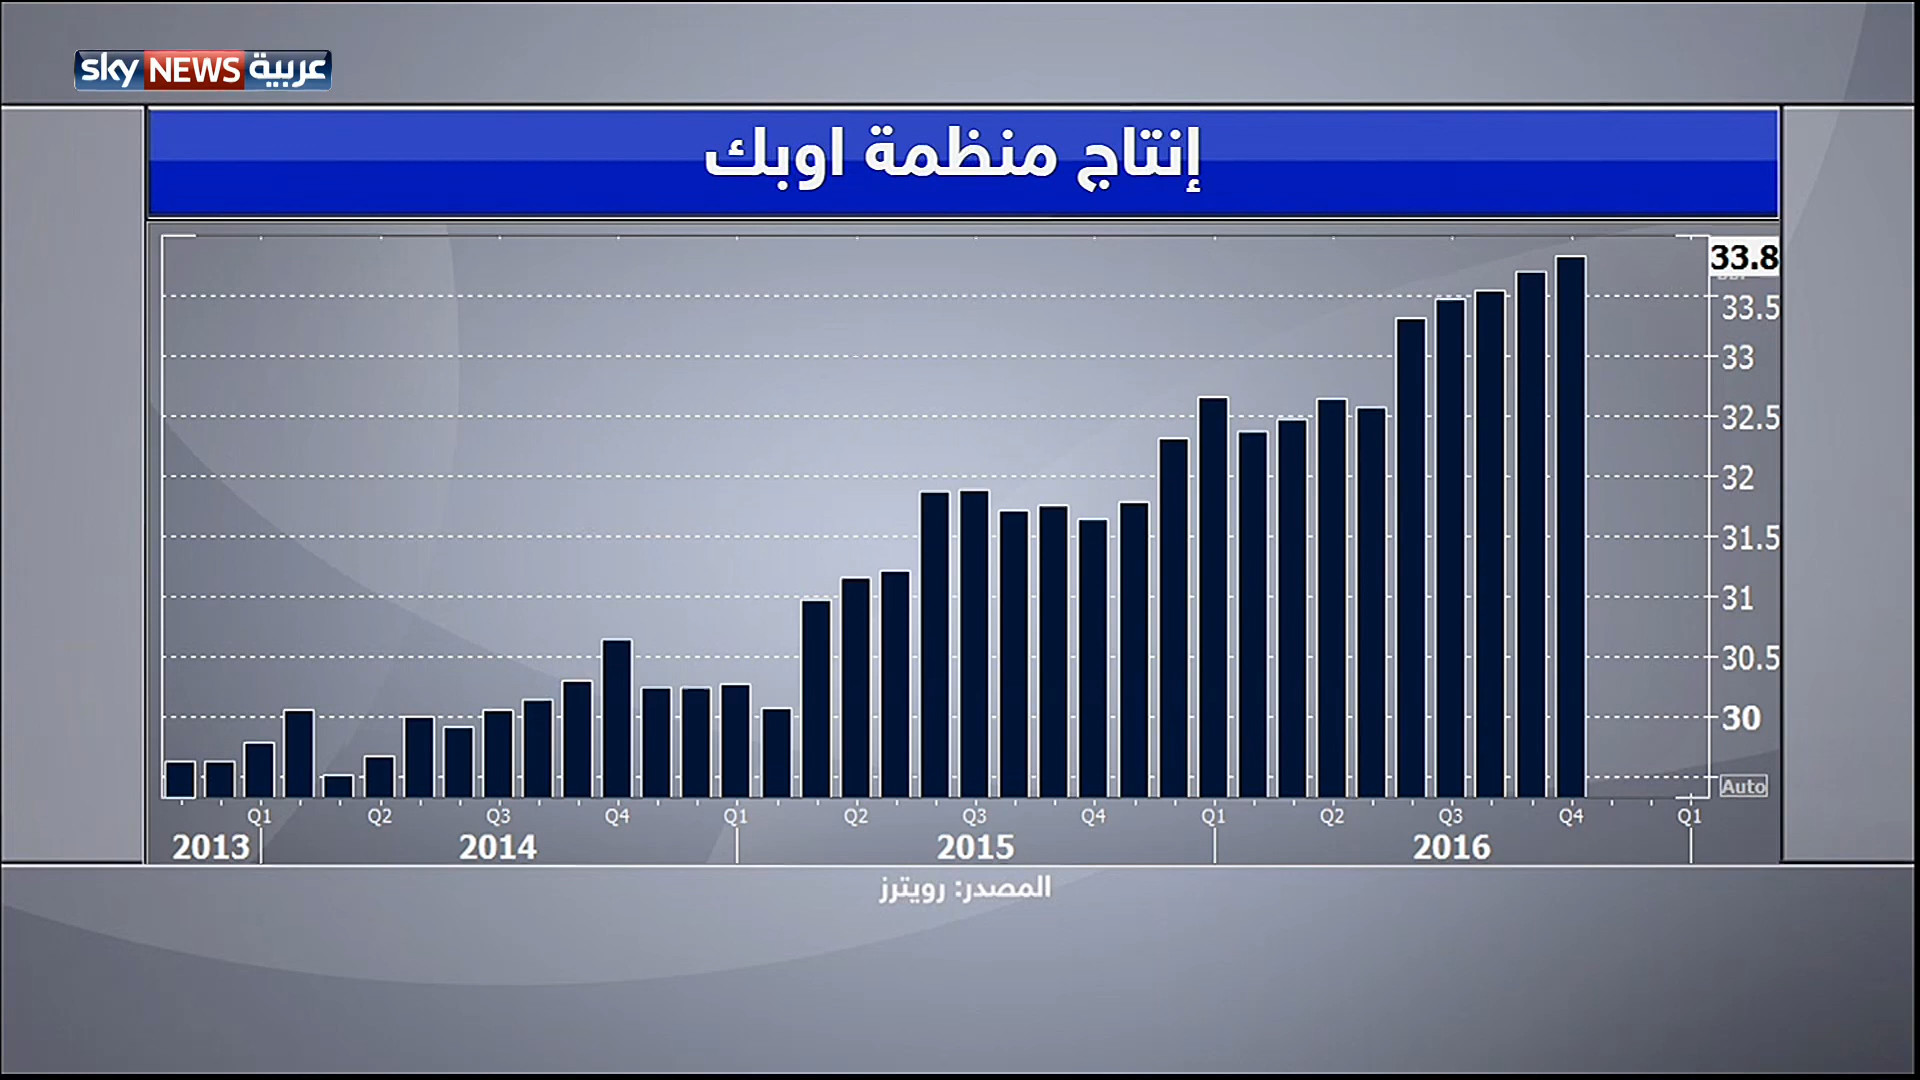 sky NEWS عربية
إنتاج منظمة اوبك
33.8
33.5
33
32.5
32
31.5
31
30.5
30
Auto
Q1 Q2 Q3 Q4 Q1 Q2 Q3 Q4 Q1 Q2 Q3 Q4 Q1
2013 2014 2015 2016
المصدر: رويترز